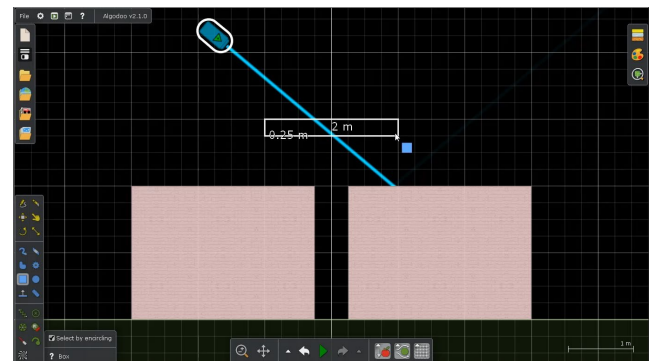 File ? Algodoo v2.1.0
2 m
0.25 m
Select by encircling
? Box
1 m